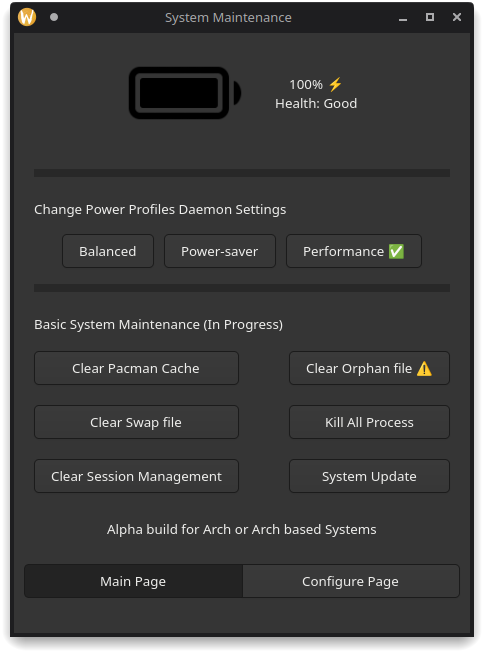 System Maintenance
100% ⚡
Health: Good
Change Power Profiles Daemon Settings
Balanced
Power-saver
Performance ✅
Basic System Maintenance (In Progress)
Clear Pacman Cache
Clear Orphan file ⚠️
Clear Swap file
Kill All Process
Clear Session Management
System Update
Alpha build for Arch or Arch based Systems
Main Page
Configure Page